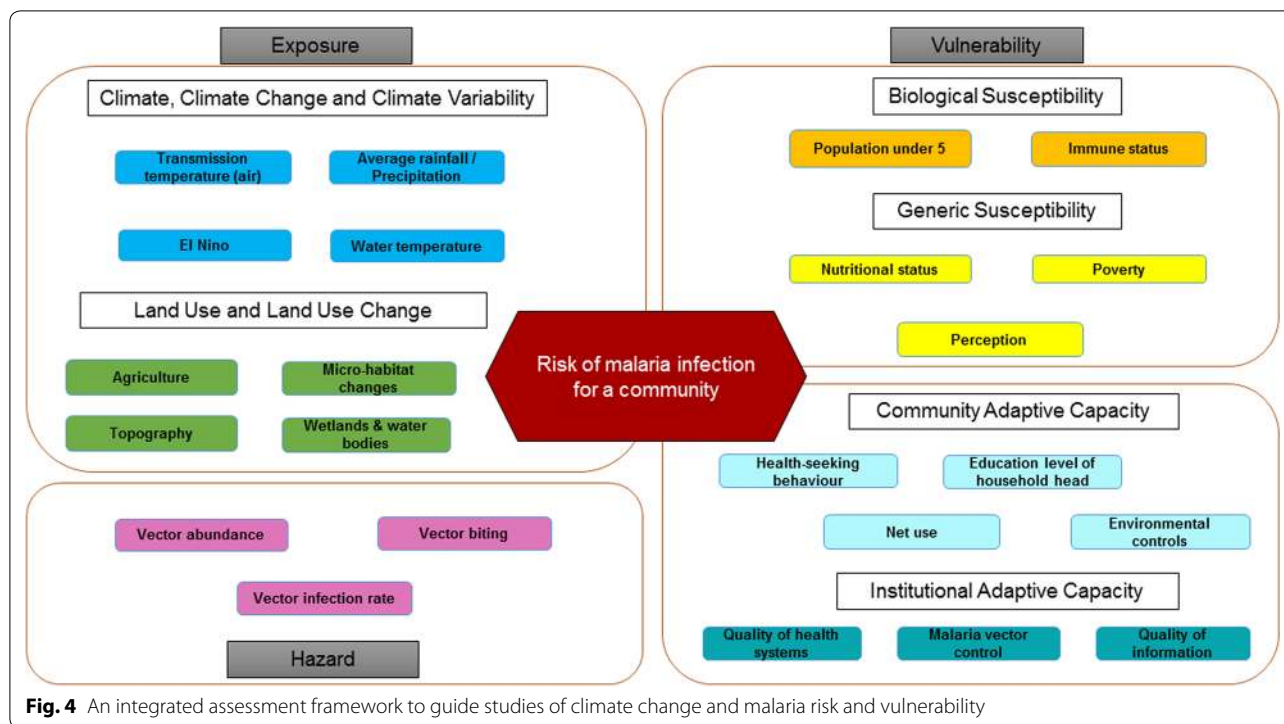 Exposure
Climate, Climate Change and Climate Variability
Transmission
temperature (air)
Average rainfall /
Precipitation
El Nino
Water temperature
Land Use and Land Use Change
Agriculture
Micro-habitat
changes
Topography
Wetlands & water
bodies
Vector abundance
Vector biting
Vector infection rate
Hazard
Risk of malaria infection
for a community
Vulnerability
Biological Susceptibility
Population under 5
Immune status
Generic Susceptibility
Nutritional status
Poverty
Perception
Community Adaptive Capacity
Health-seeking
behaviour
Education level of
household head
Net use
Environmental
controls
Institutional Adaptive Capacity
Quality of health
systems
Malaria vector
control
Quality of
information
Fig. 4 An integrated assessment framework to guide studies of climate change and malaria risk and vulnerability